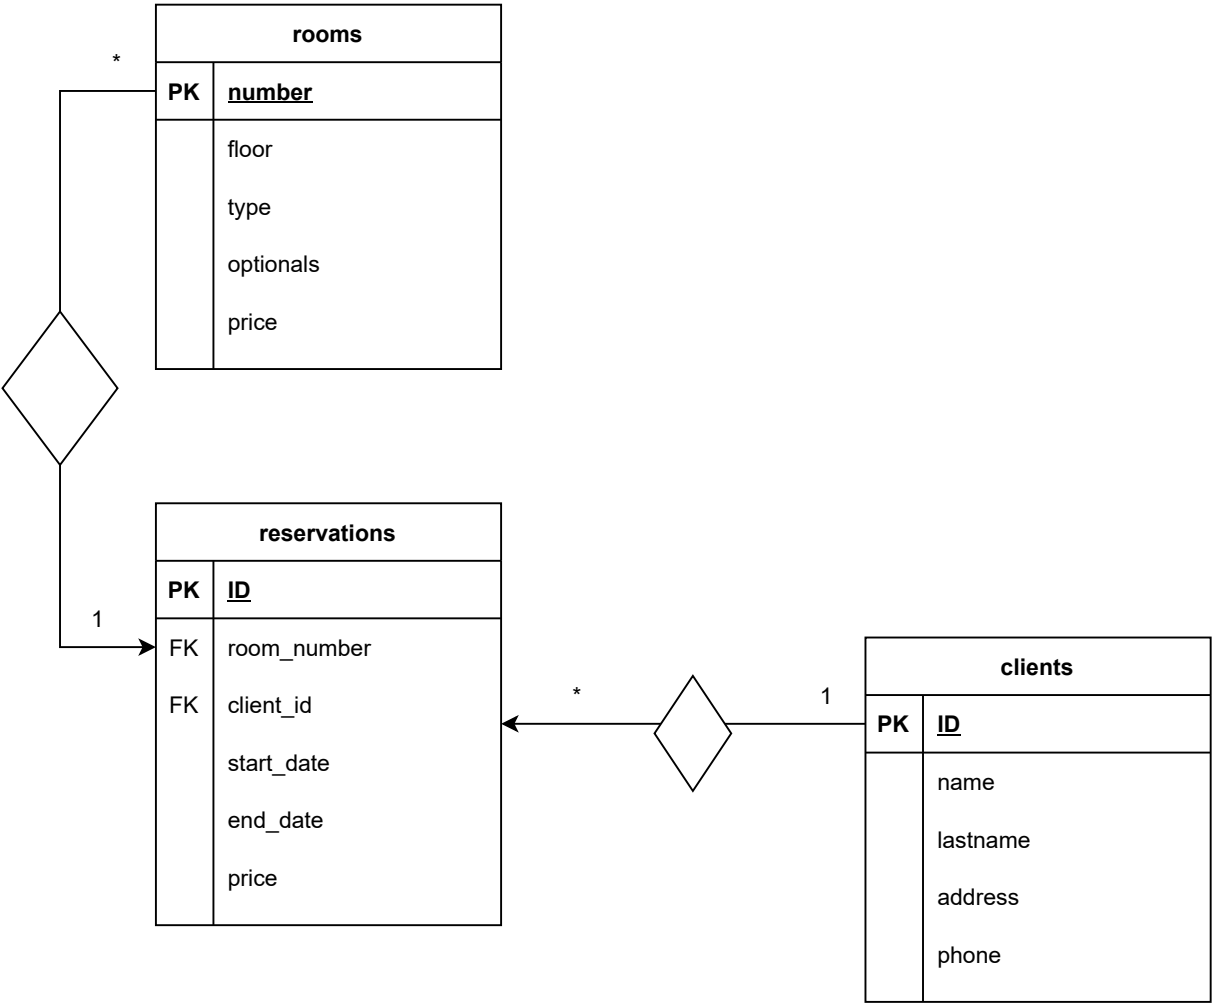 rooms
*
PK number
floor
type
optionals
price
reservations
PK ID
1
FK room_number
FK client_id
start_date
end_date
price
*
1
clients
PK ID
name
lastname
address
phone